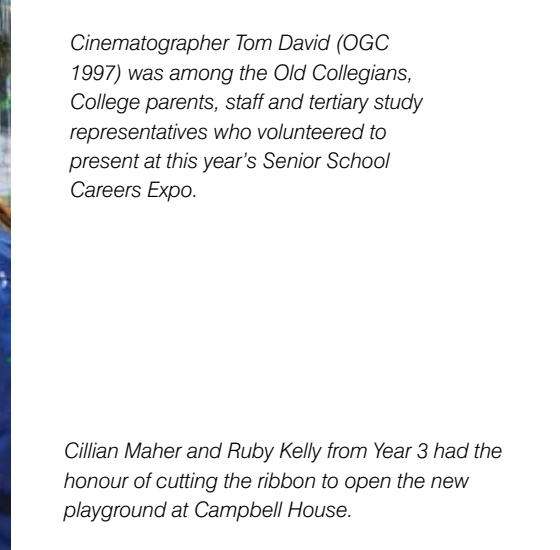 Cinematographer Tom David (OGC
1997) was among the Old Collegians,
College parents, staff and tertiary study
representatives who volunteered to
present at this year’s Senior School
Careers Expo.
Cillian Maher and Ruby Kelly from Year 3 had the
honour of cutting the ribbon to open the new
playground at Campbell House.